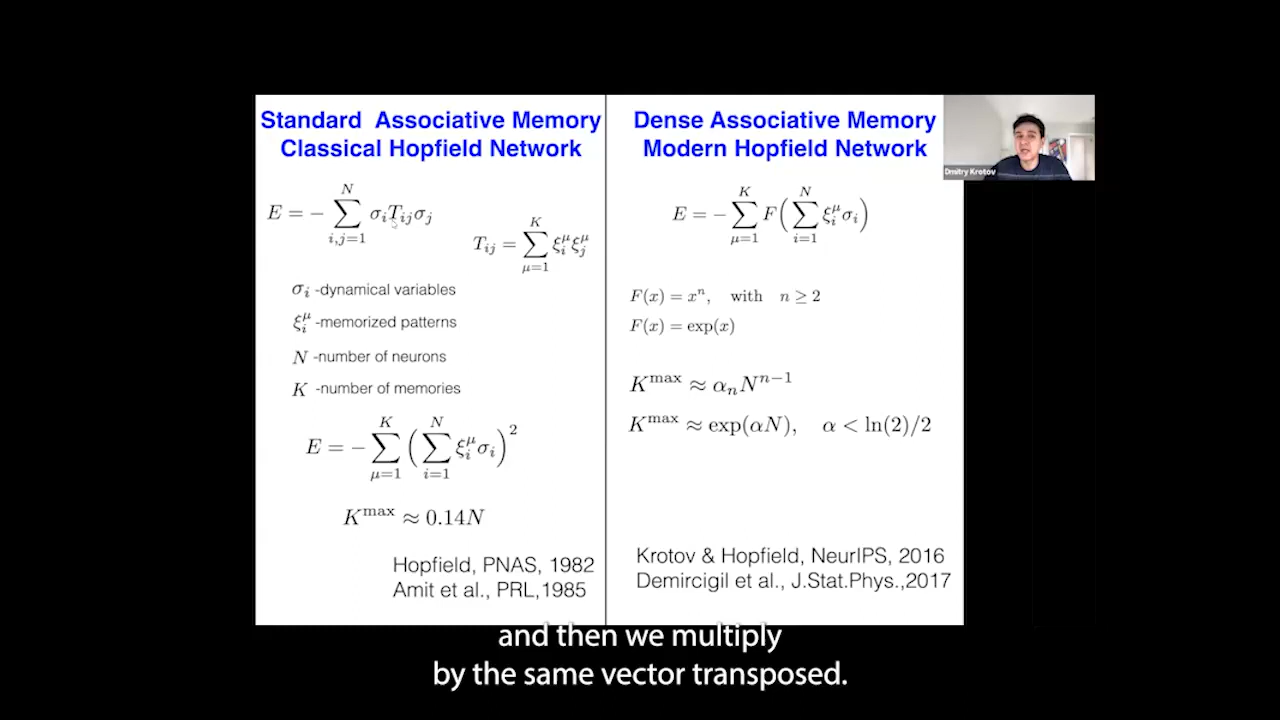 Standard Associative Memory
Classical Hopfield Network
E = − ∑_{i,j=1}^{N} σ_i T_{ij} σ_j
T_{ij} = ∑_{μ=1}^{K} ξ_i^μ ξ_j^μ
σ_i -dynamical variables
ξ_i^μ -memorized patterns
N -number of neurons
K -number of memories
E = − ∑_{μ=1}^{K} ( ∑_{i=1}^{N} ξ_i^μ σ_i )^2
K^max ≈ 0.14N
Hopfield, PNAS, 1982
Amit et al., PRL,1985
Dense Associative Memory
Modern Hopfield Network
E = − ∑_{μ=1}^{K} F( ∑_{i=1}^{N} ξ_i^μ σ_i )
F(x) = x^n, with n ≥ 2
F(x) = exp(x)
K^max ≈ α_n N^{n−1}
K^max ≈ exp(αN), α < ln(2)/2
Krotov & Hopfield, NeurIPS, 2016
Demircigil et al., J.Stat.Phys.,2017
Dmitry Krotov
and then we multiply
by the same vector transposed.